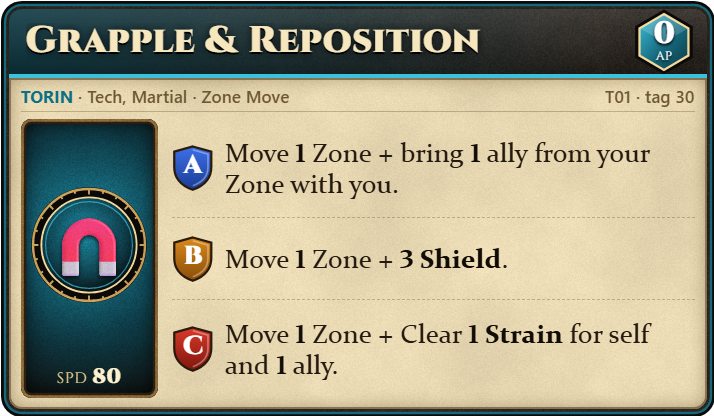 Grapple & Reposition
0
AP
TORIN · Tech, Martial · Zone Move
T01 · tag 30
A
Move 1 Zone + bring 1 ally from your
Zone with you.
B
Move 1 Zone + 3 Shield.
C
Move 1 Zone + Clear 1 Strain for self
and 1 ally.
SPD 80